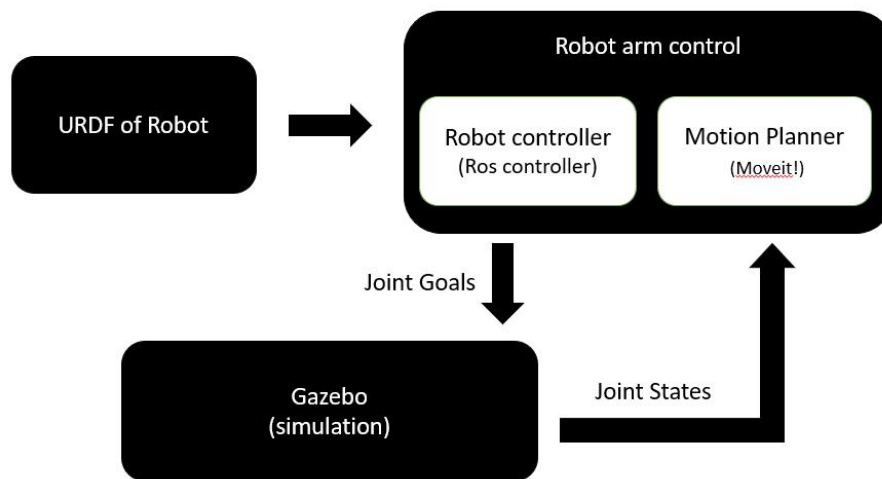 Robot arm control
URDF of Robot
Robot controller
(Ros controller)
Motion Planner
(Moveit!)
Joint Goals
Gazebo
(simulation)
Joint States